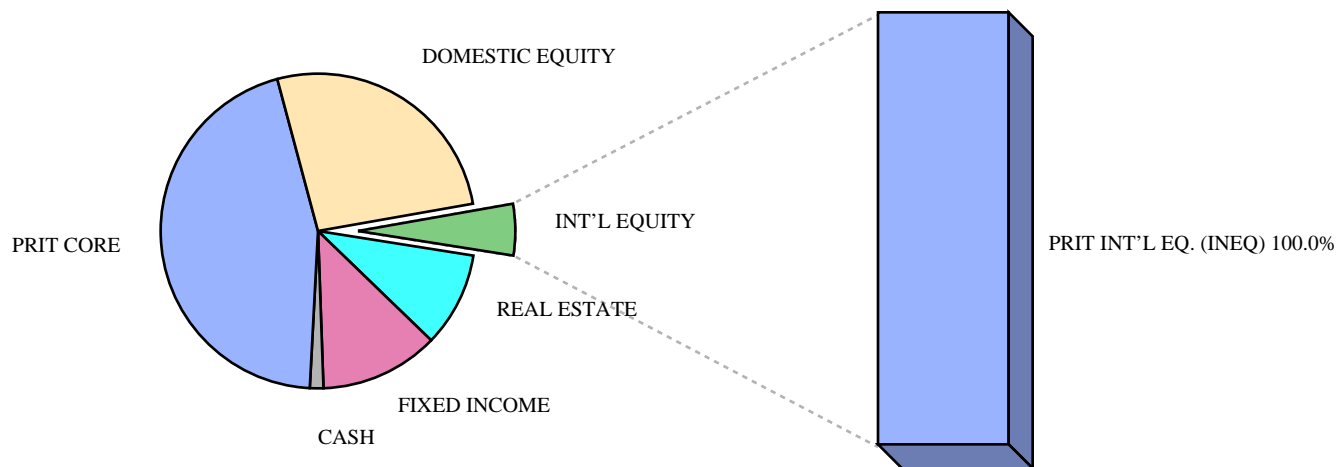 DOMESTIC EQUITY
INT'L EQUITY
PRIT CORE
PRIT INT'L EQ. (INEQ) 100.0%
REAL ESTATE
FIXED INCOME
CASH